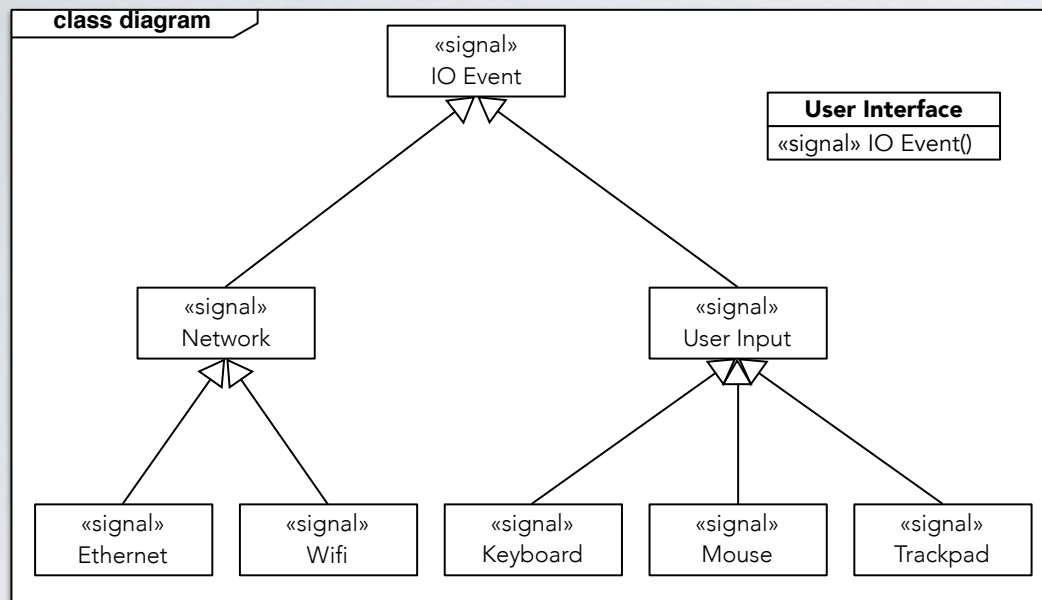 class diagram
«signal»
IO Event
User Interface
«signal» IO Event()
«signal»
Network
«signal»
User Input
«signal»
Ethernet
«signal»
Wifi
«signal»
Keyboard
«signal»
Mouse
«signal»
Trackpad